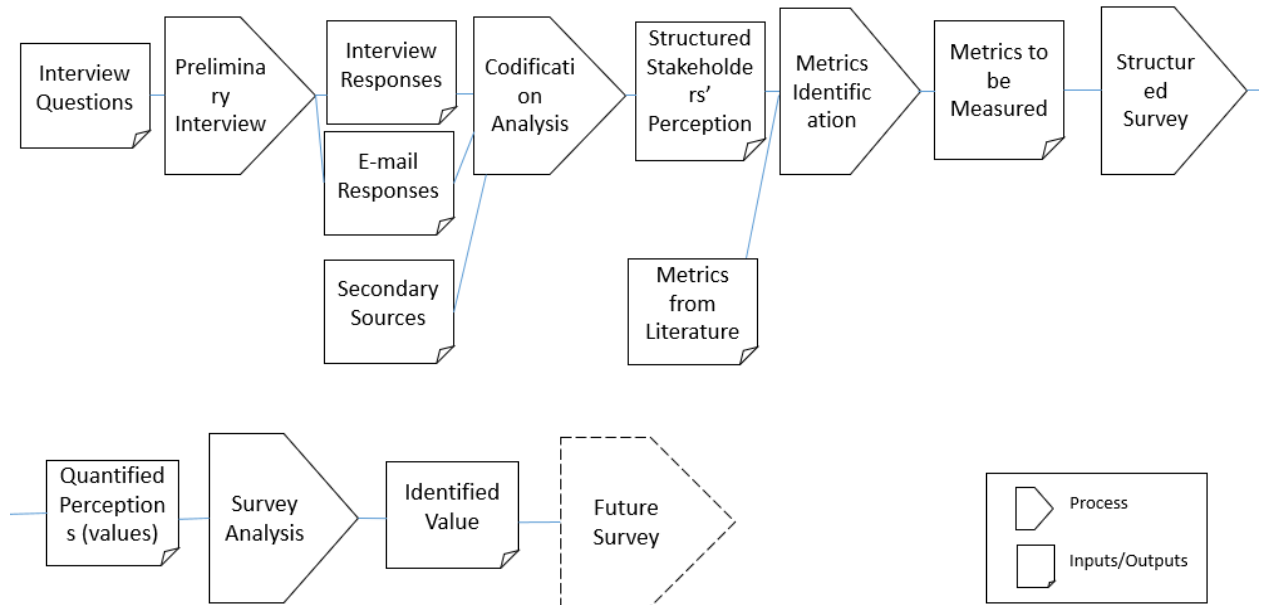 Interview
Questions
Prelimina
ry
Interview
Interview
Responses
E-mail
Responses
Secondary
Sources
Codificati
on
Analysis
Structured
Stakeholde
rs’
Perception
Metrics
from
Literature
Metrics
Identific
ation
Metrics to
be
Measured
Structur
ed
Survey
Quantified
Perception
s (values)
Survey
Analysis
Identified
Value
Future
Survey
Process
Inputs/Outputs